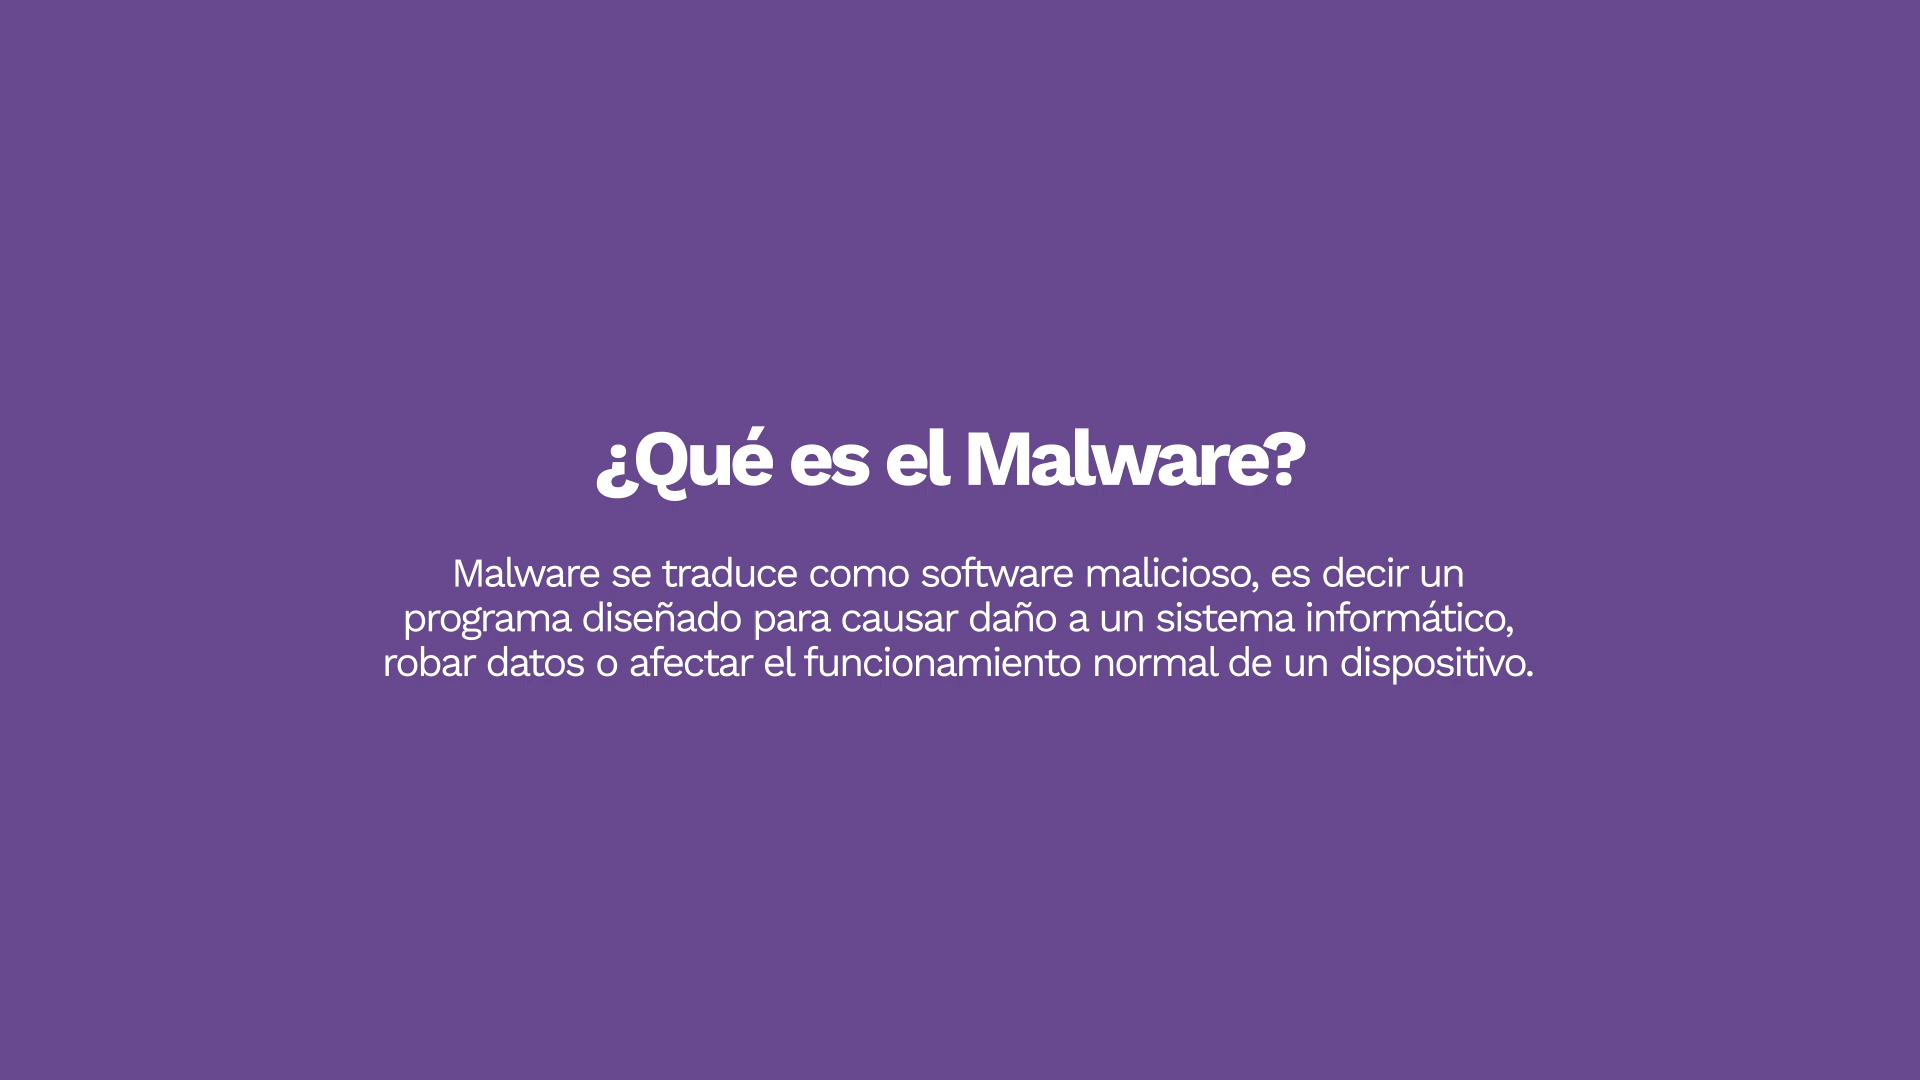 ¿Qué es el Malware?
Malware se traduce como software malicioso, es decir un
programa diseñado para causar daño a un sistema informático,
robar datos o afectar el funcionamiento normal de un dispositivo.